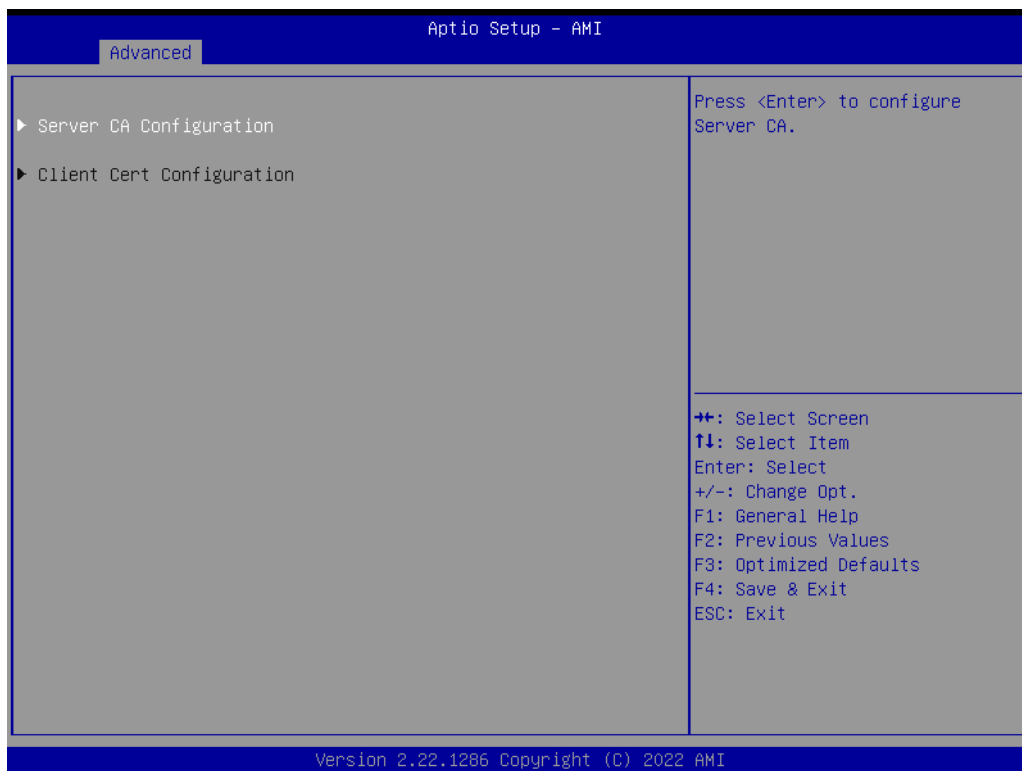 Aptio Setup – AMI
Advanced
▶ Server CA Configuration
▶ Client Cert Configuration
Press <Enter> to configure
Server CA.
→←: Select Screen
↑↓: Select Item
Enter: Select
+/-: Change Opt.
F1: General Help
F2: Previous Values
F3: Optimized Defaults
F4: Save & Exit
ESC: Exit
Version 2.22.1286 Copyright (C) 2022 AMI